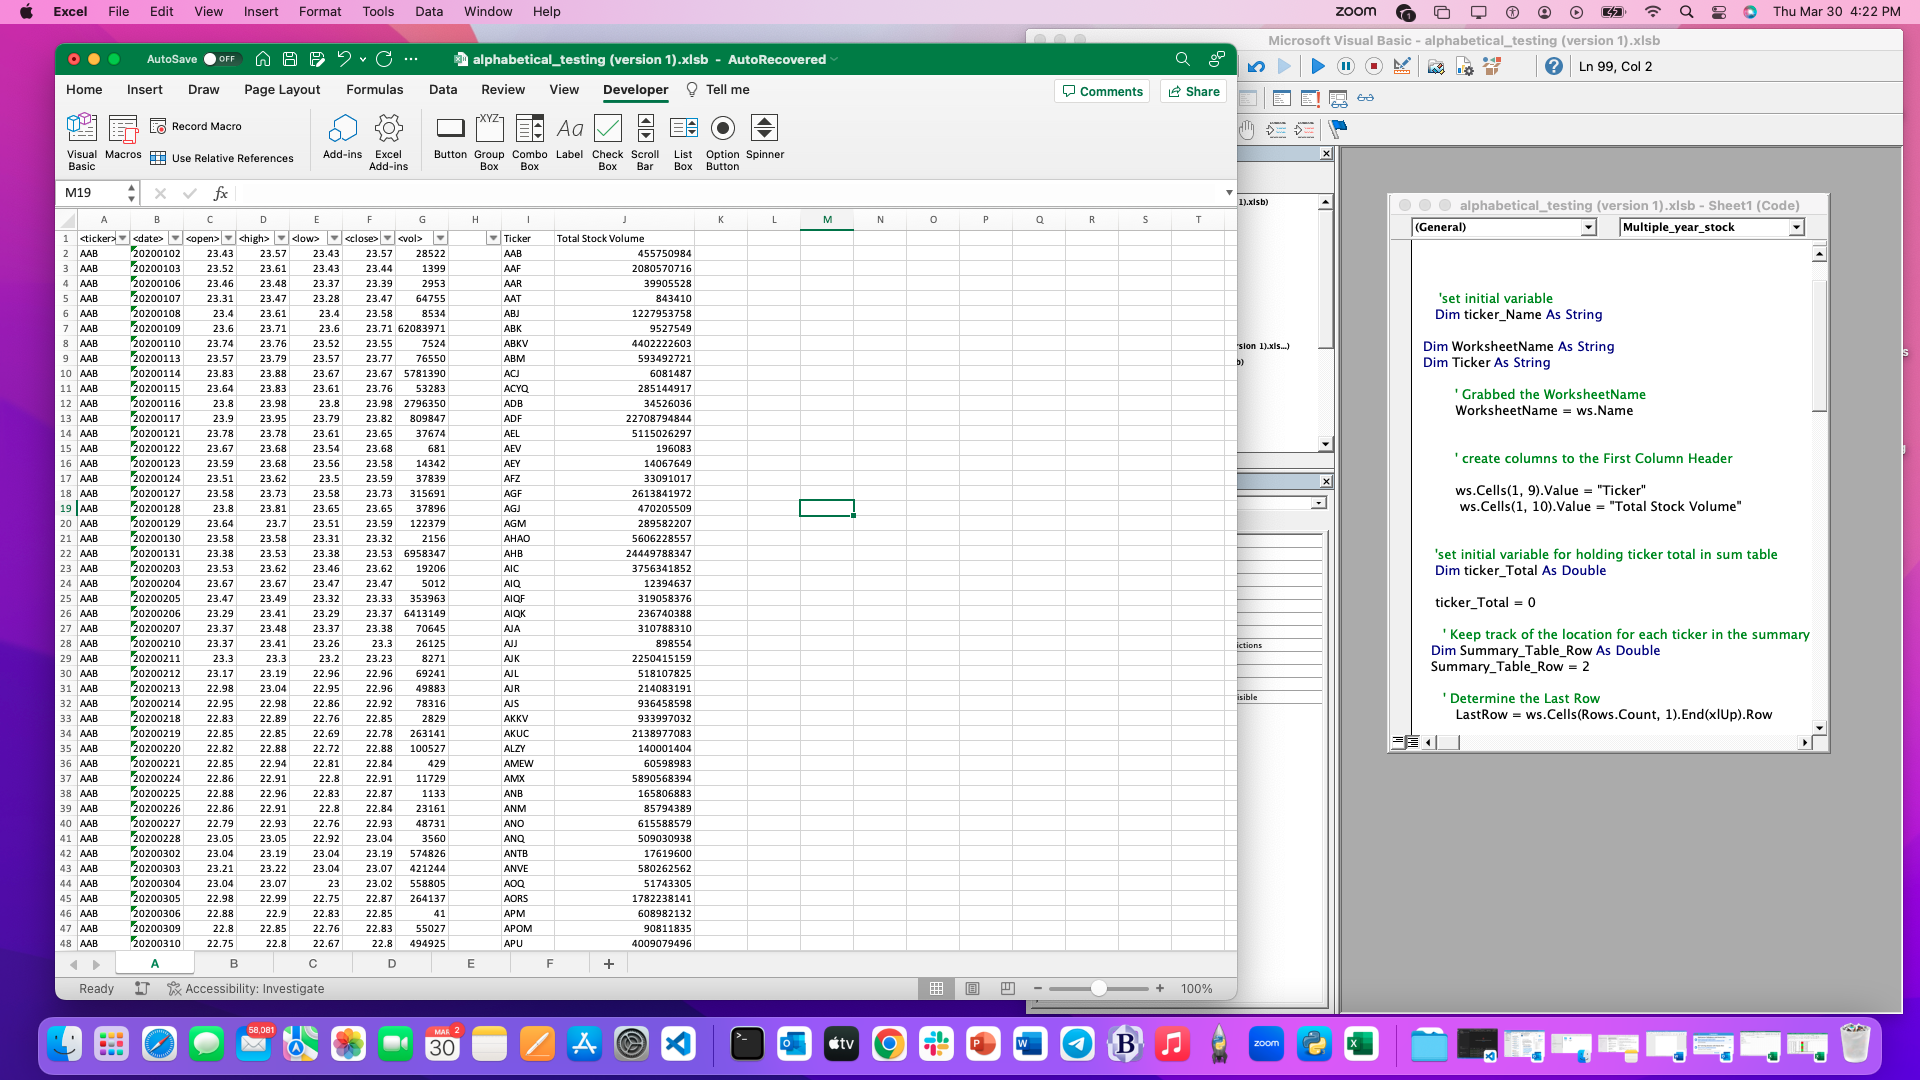 Excel File Edit View Insert Format Tools Data Window Help zoom 1 Thu Mar 30 4:22 PM
AutoSave OFF alphabetical_testing (version 1).xlsb - AutoRecovered
Home Insert Draw Page Layout Formulas Data Review View Developer Tell me Comments Share
Visual Basic Macros Record Macro Use Relative References Add-ins Excel Add-ins Button Group Box Combo Box Label Check Box Scroll Bar List Box Option Button Spinner
M19 fx
A B C D E F G H I J K L M N O P Q R S T
1 <ticker> <date> <open> <high> <low> <close> <vol> Ticker Total Stock Volume
2 AAB 20200102 23.43 23.57 23.43 23.57 28522 AAB 455750984
3 AAB 20200103 23.52 23.61 23.43 23.44 1399 AAF 2080570716
4 AAB 20200106 23.46 23.48 23.37 23.39 2953 AAR 39905528
5 AAB 20200107 23.31 23.47 23.28 23.47 64755 AAT 843410
6 AAB 20200108 23.4 23.61 23.4 23.58 8534 ABJ 1227953758
7 AAB 20200109 23.6 23.71 23.6 23.71 62083971 ABK 9527549
8 AAB 20200110 23.74 23.76 23.52 23.55 7524 ABKV 4402222603
9 AAB 20200113 23.57 23.79 23.57 23.77 76550 ABM 593492721
10 AAB 20200114 23.83 23.88 23.67 23.67 5781390 ACJ 6081487
11 AAB 20200115 23.64 23.83 23.61 23.76 53283 ACYQ 285144917
12 AAB 20200116 23.8 23.98 23.8 23.98 2796350 ADB 34526036
13 AAB 20200117 23.9 23.95 23.79 23.82 809847 ADF 22708794844
14 AAB 20200121 23.78 23.78 23.61 23.65 37674 AEL 5115026297
15 AAB 20200122 23.67 23.68 23.54 23.68 681 AEV 196083
16 AAB 20200123 23.59 23.68 23.56 23.58 14342 AEY 14067649
17 AAB 20200124 23.51 23.62 23.5 23.59 37839 AFZ 33091017
18 AAB 20200127 23.58 23.73 23.58 23.73 315691 AGF 2613841972
19 AAB 20200128 23.8 23.81 23.65 23.65 37896 AGJ 470205509
20 AAB 20200129 23.64 23.7 23.51 23.59 122379 AGM 289582207
21 AAB 20200130 23.58 23.58 23.31 23.32 2156 AHAO 5606228557
22 AAB 20200131 23.38 23.53 23.38 23.53 6958347 AHB 24449788347
23 AAB 20200203 23.53 23.62 23.46 23.62 19206 AIC 3756341852
24 AAB 20200204 23.67 23.67 23.47 23.47 5012 AIQ 12394637
25 AAB 20200205 23.47 23.49 23.32 23.33 353963 AIQF 319058376
26 AAB 20200206 23.29 23.41 23.29 23.37 6413149 AIQK 236740388
27 AAB 20200207 23.37 23.48 23.37 23.38 70645 AJA 310788310
28 AAB 20200210 23.37 23.41 23.26 23.3 26125 AJJ 898554
29 AAB 20200211 23.3 23.3 23.2 23.23 8271 AJK 2250415159
30 AAB 20200212 23.17 23.19 22.96 22.96 69241 AJL 518107825
31 AAB 20200213 22.98 23.04 22.95 22.96 49883 AJR 214083191
32 AAB 20200214 22.95 22.98 22.86 22.92 78316 AJS 936458598
33 AAB 20200218 22.83 22.89 22.76 22.85 2829 AKKV 933997032
34 AAB 20200219 22.85 22.85 22.69 22.78 263141 AKUC 2138977083
35 AAB 20200220 22.82 22.88 22.72 22.88 100527 ALZY 140001404
36 AAB 20200221 22.85 22.94 22.81 22.84 429 AMEW 60598983
37 AAB 20200224 22.86 22.91 22.8 22.91 11729 AMX 5890568394
38 AAB 20200225 22.88 22.96 22.83 22.87 1133 ANB 165806883
39 AAB 20200226 22.86 22.91 22.8 22.84 23161 ANM 85794389
40 AAB 20200227 22.79 22.93 22.76 22.93 48731 ANO 615588579
41 AAB 20200228 23.05 23.05 22.92 23.04 3560 ANQ 509030938
42 AAB 20200302 23.04 23.19 23.04 23.19 574826 ANTB 17619600
43 AAB 20200303 23.21 23.22 23.04 23.07 421244 ANVE 580262562
44 AAB 20200304 23.04 23.07 23 23.02 558805 AOQ 51743305
45 AAB 20200305 22.98 22.99 22.75 22.87 264137 AORS 1782238141
46 AAB 20200306 22.88 22.9 22.83 22.85 41 APM 608982132
47 AAB 20200309 22.8 22.85 22.76 22.83 55027 APOM 90811835
48 AAB 20200310 22.75 22.8 22.67 22.8 494925 APU 4009079496
A B C D E F +
Ready Accessibility: Investigate 100%
Microsoft Visual Basic - alphabetical_testing (version 1).xlsb
Ln 99, Col 2
1).xlsb)
sion 1).xls...)
b)
ictions
isible
alphabetical_testing (version 1).xlsb - Sheet1 (Code)
(General) Multiple_year_stock
'set initial variable
Dim ticker_Name As String
Dim WorksheetName As String
Dim Ticker As String
' Grabbed the WorksheetName
WorksheetName = ws.Name
' create columns to the First Column Header
ws.Cells(1, 9).Value = "Ticker"
ws.Cells(1, 10).Value = "Total Stock Volume"
'set initial variable for holding ticker total in sum table
Dim ticker_Total As Double
ticker_Total = 0
' Keep track of the location for each ticker in the summary
Dim Summary_Table_Row As Double
Summary_Table_Row = 2
' Determine the Last Row
LastRow = ws.Cells(Rows.Count, 1).End(xlUp).Row
58,081 MAR 2 30 tv zoom